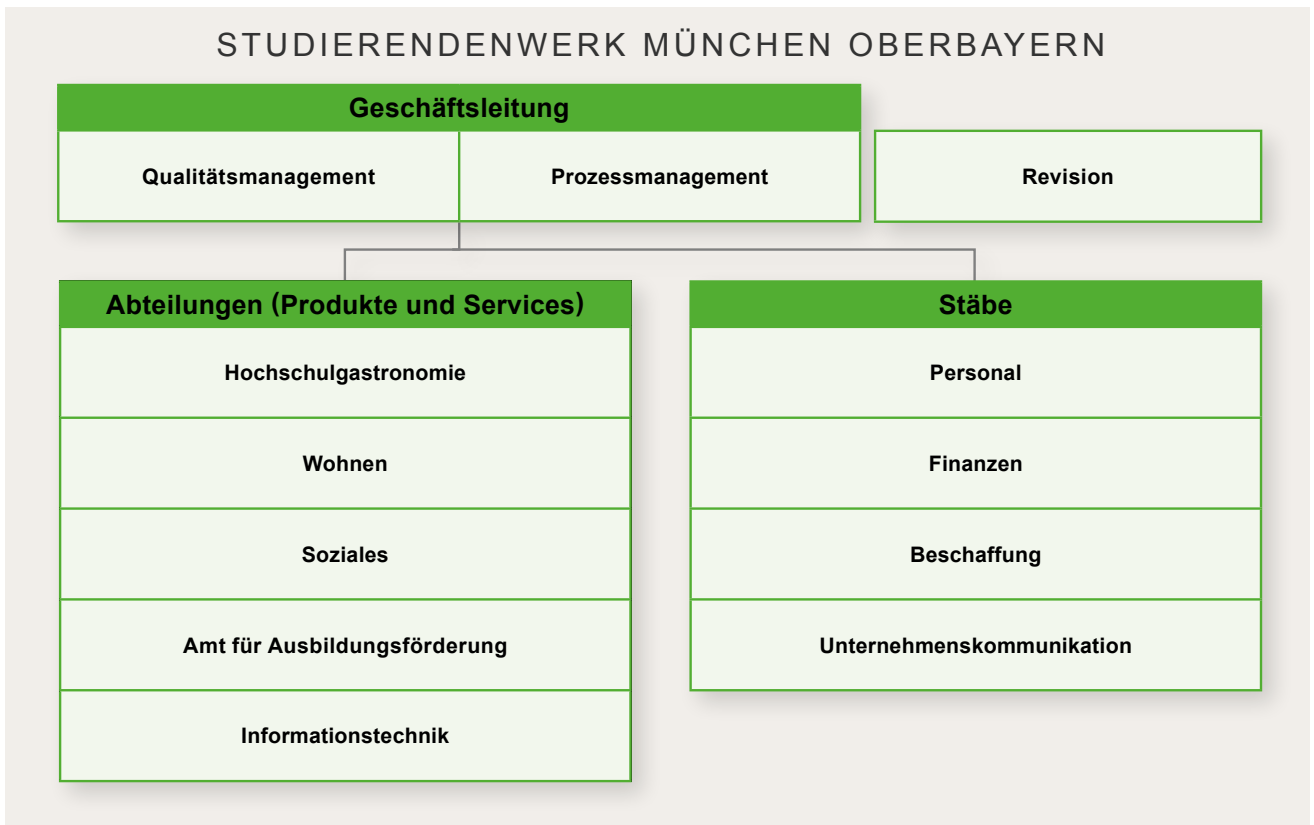 STUDIERENDENWERK MÜNCHEN OBERBAYERN
Geschäftsleitung
Qualitätsmanagement
Prozessmanagement
Revision
Abteilungen (Produkte und Services)
Hochschulgastronomie
Wohnen
Soziales
Amt für Ausbildungsförderung
Informationstechnik
Stäbe
Personal
Finanzen
Beschaffung
Unternehmenskommunikation